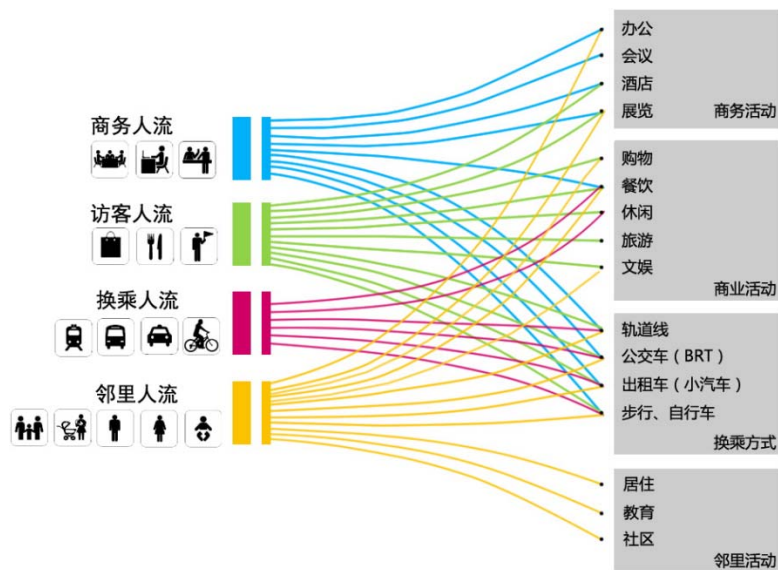 商务人流
访客人流
换乘人流
邻里人流
办公
会议
酒店
展览
商务活动
购物
餐饮
休闲
旅游
文娱
商业活动
轨道线
公交车（BRT）
出租车（小汽车）
步行、自行车
换乘方式
居住
教育
社区
邻里活动